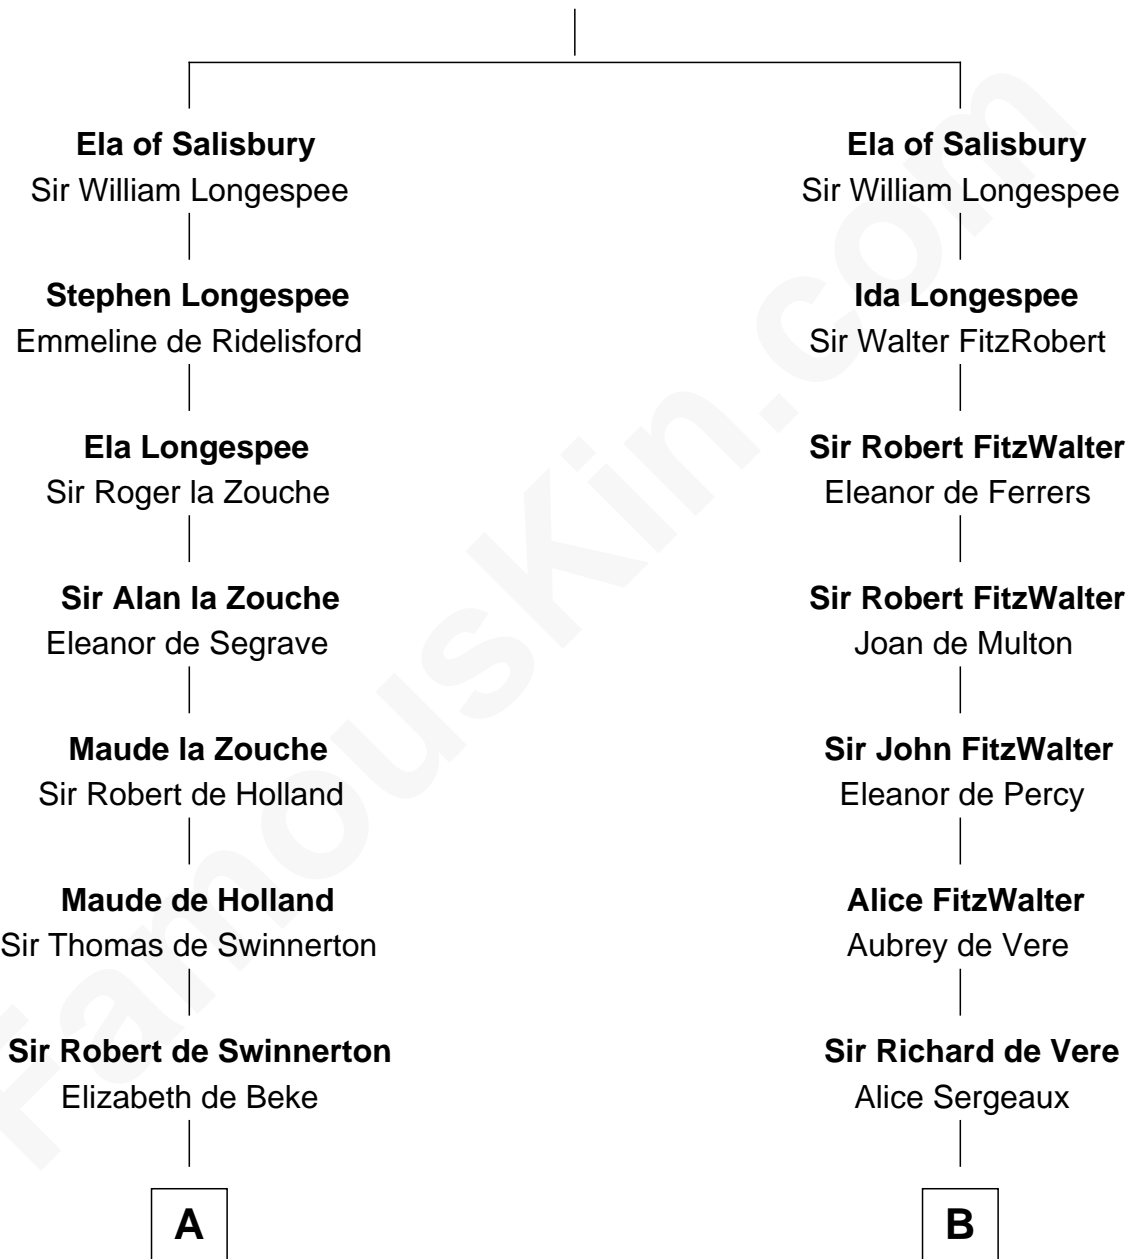 Ela of Salisbury
Sir William Longespee
Stephen Longespee
Emmeline de Ridelisford
Ela Longespee
Sir Roger la Zouche
Sir Alan la Zouche
Eleanor de Segrave
Maude la Zouche
Sir Robert de Holland
Maude de Holland
Sir Thomas de Swinnerton
Sir Robert de Swinnerton
Elizabeth de Beke
A
Ela of Salisbury
Sir William Longespee
Ida Longespee
Sir Walter FitzRobert
Sir Robert FitzWalter
Eleanor de Ferrers
Sir Robert FitzWalter
Joan de Multon
Sir John FitzWalter
Eleanor de Percy
Alice FitzWalter
Aubrey de Vere
Sir Richard de Vere
Alice Sergeaux
B
FamousKin.com